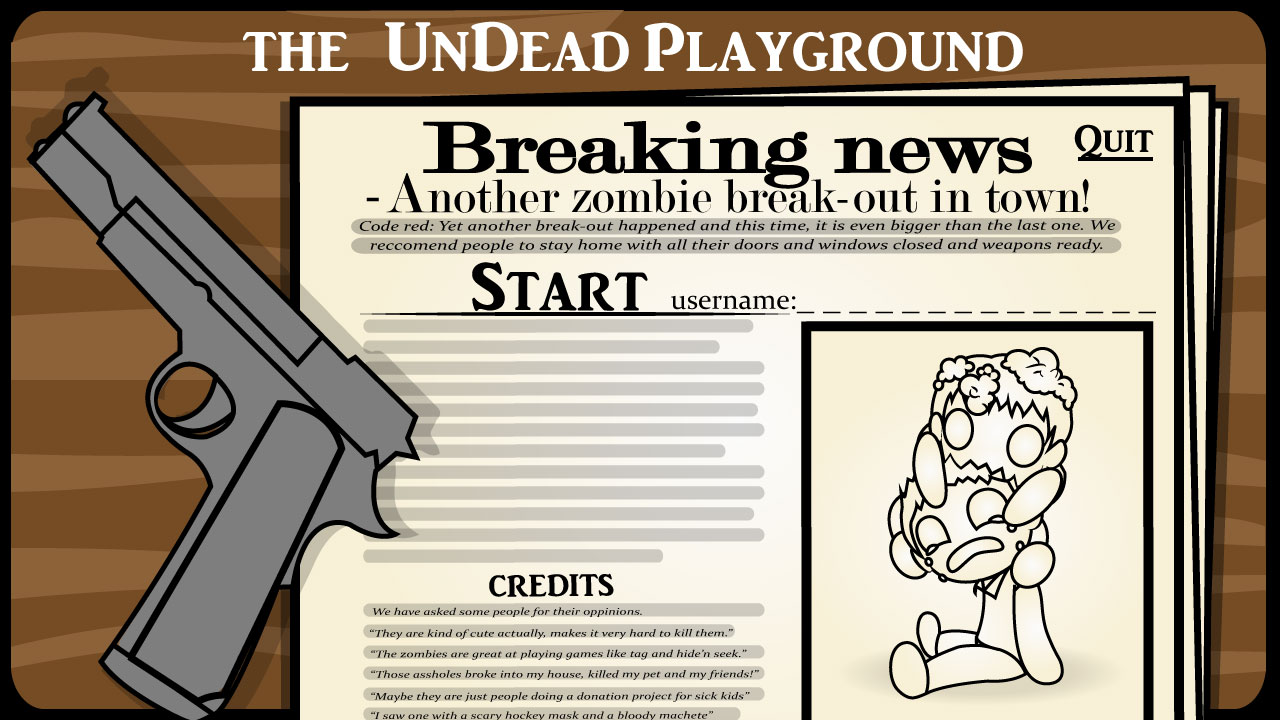 THE UNDEAD PLAYGROUND
Breaking news
QUIT
- Another zombie break-out in town!
Code red: Yet another break-out happened and this time, it is even bigger than the last one. We
reccomend people to stay home with all their doors and windows closed and weapons ready.
START username:
CREDITS
We have asked some people for their oppinions.
“They are kind of cute actually, makes it very hard to kill them.”
“The zombies are great at playing games like tag and hide’n seek.”
“Those assholes broke into my house, killed my pet and my friends!”
“Maybe they are just people doing a donation project for sick kids”
“I saw one with a scary hockey mask and a bloody machete”